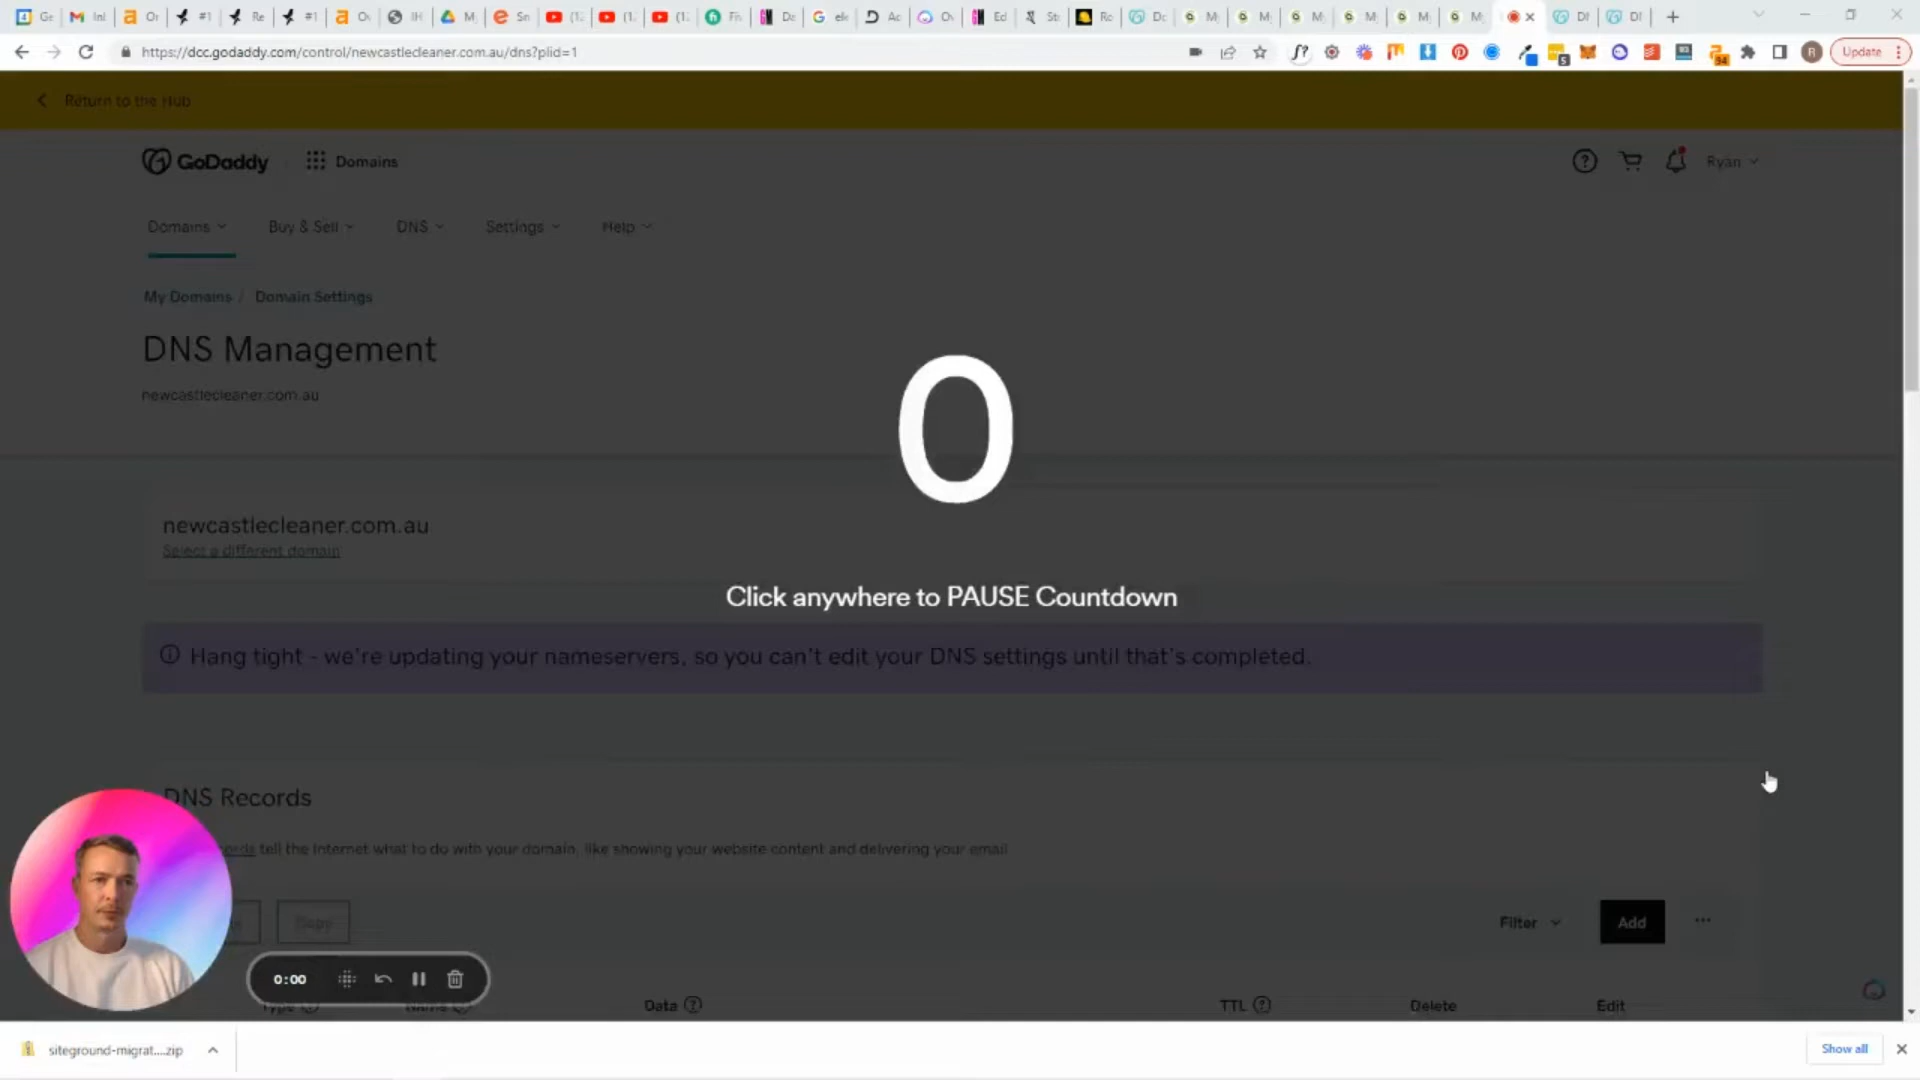 https://dcc.godaddy.com/control/newcastlecleaner.com.au/dns?plid=1
Update
Return to the Hub
GoDaddy
Domains
Ryan
Domains
Buy & Sell
DNS
Settings
Help
My Domains / Domain Settings
DNS Management
newcastlecleaner.com.au
0
newcastlecleaner.com.au
Select a different domain
Click anywhere to PAUSE Countdown
Hang tight - we're updating your nameservers, so you can't edit your DNS settings until that's completed.
DNS Records
tell the Internet what to do with your domain, like showing your website content and delivering your email
Copy
Filter
Add
0:00
Type
Name
Data
TTL
Delete
Edit
siteground-migrat....zip
Show all